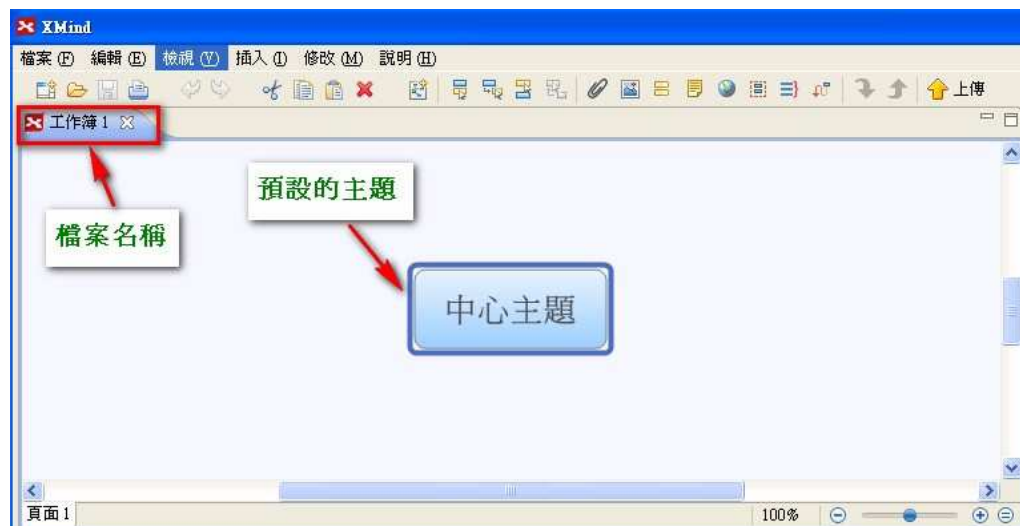 XMind
檔案(F) 編輯(E) 檢視(V) 插入(I) 修改(M) 說明(H)
上傳
工作簿 1
預設的主題
檔案名稱
中心主題
頁面 1
100%